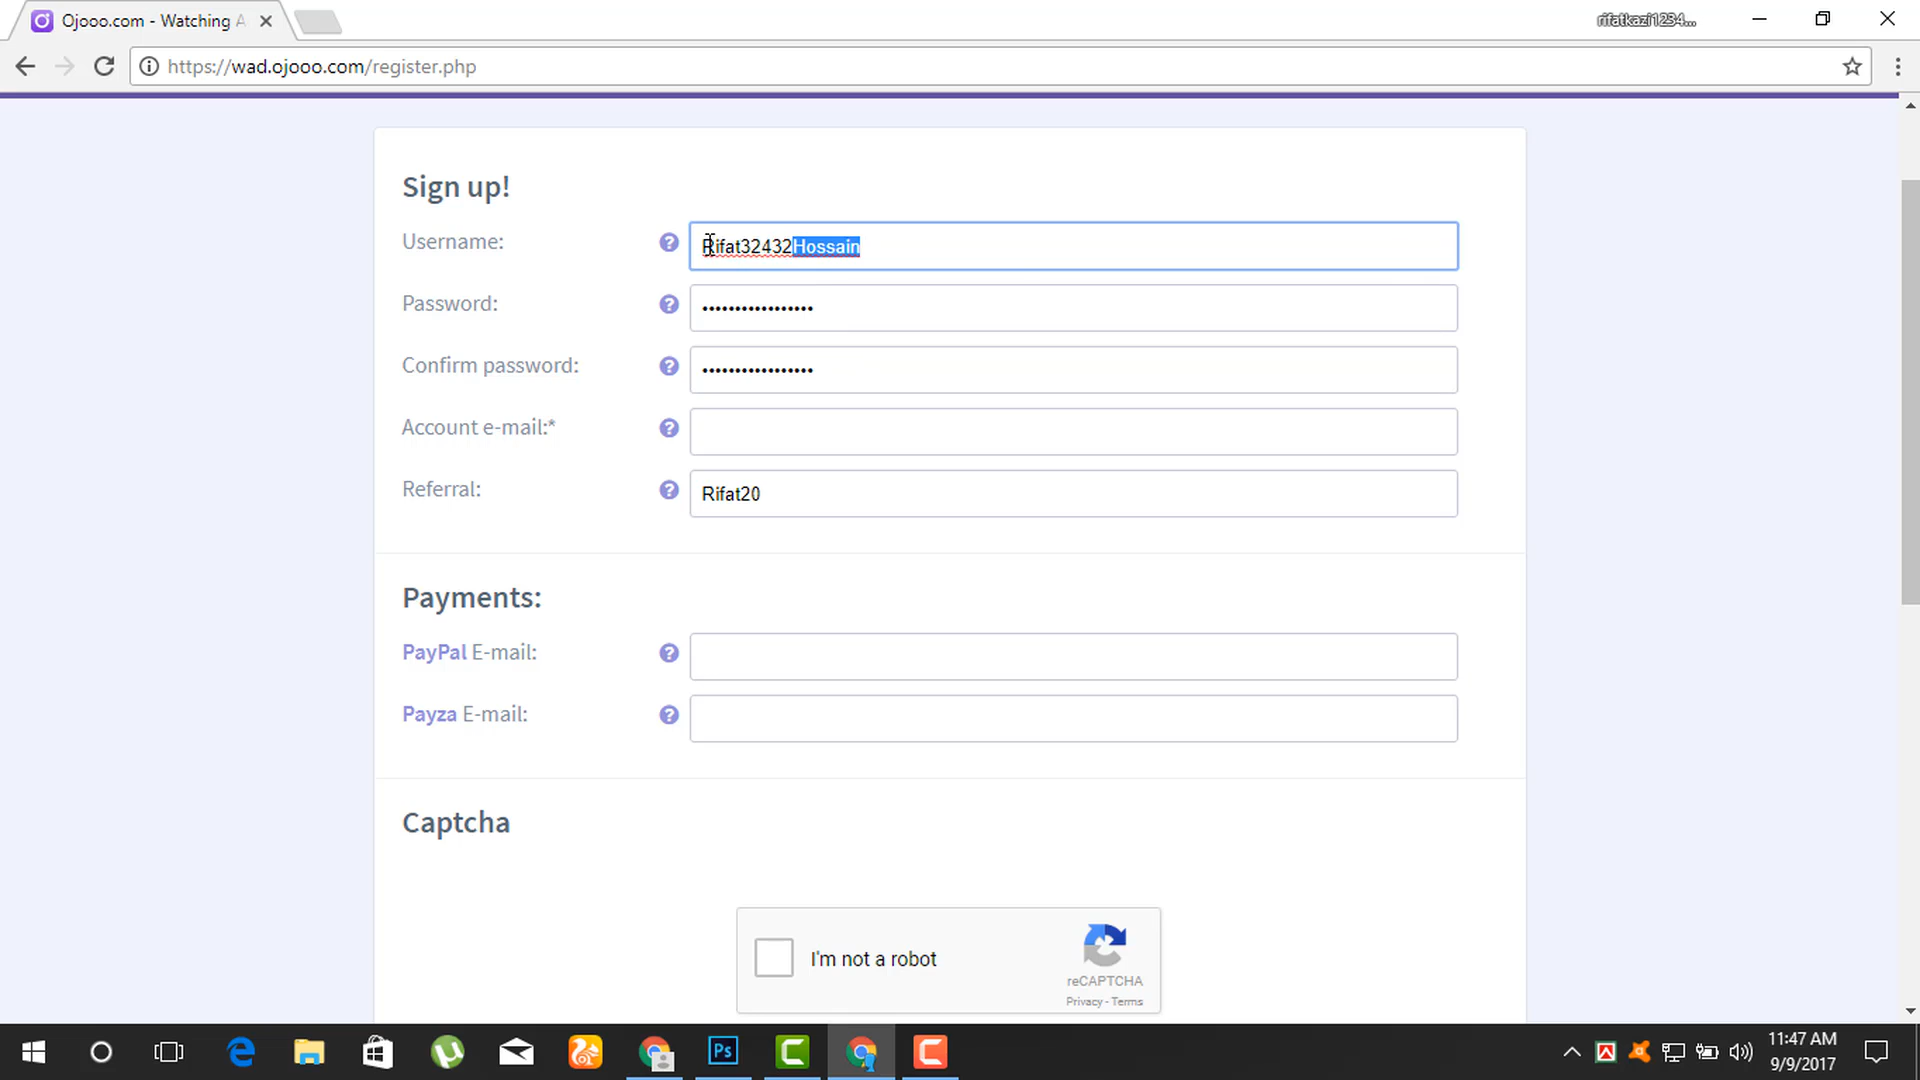 Ojooo.com - Watching A
rifatkazi1234...
https://wad.ojooo.com/register.php
Sign up!
Username:
Rifat32432Hossain
Password:
•••••••••••••••••
Confirm password:
•••••••••••••••••
Account e-mail:*
Referral:
Rifat20
Payments:
PayPal E-mail:
Payza E-mail:
Captcha
I'm not a robot
reCAPTCHA
Privacy - Terms
Ps
11:47 AM
9/9/2017